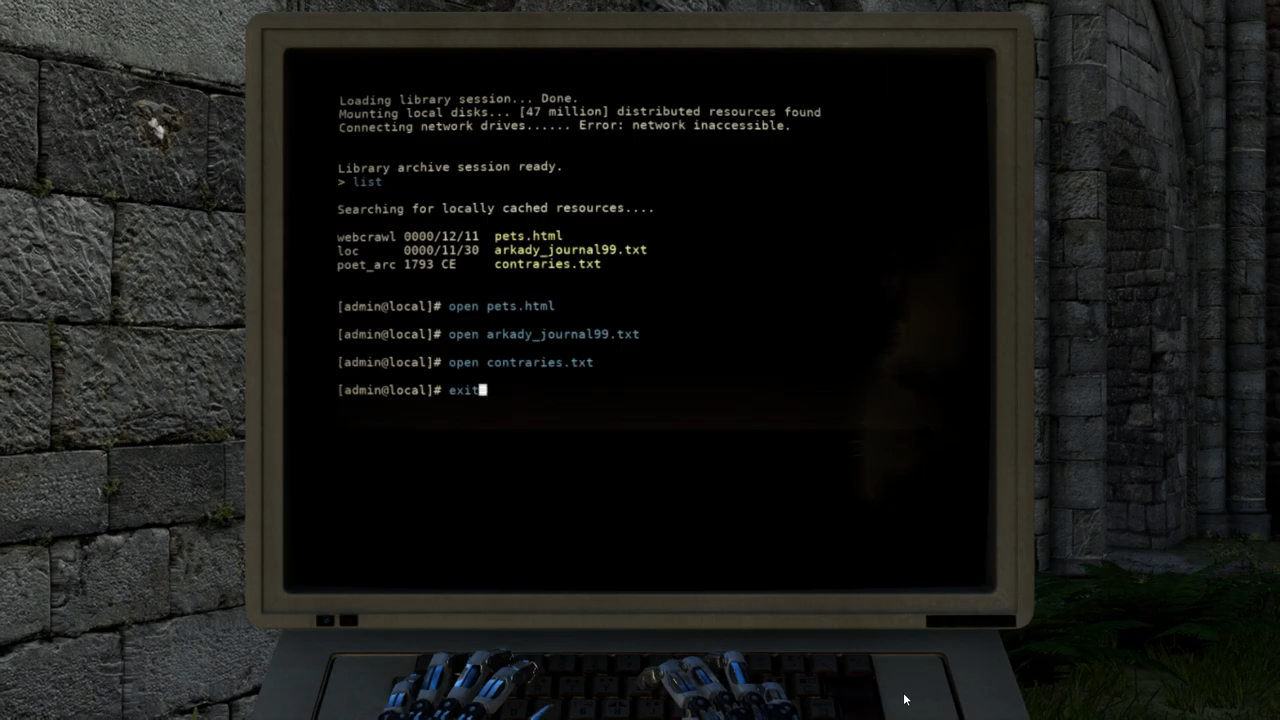 Loading library session... Done.
Mounting local disks... [47 million] distributed resources found
Connecting network drives...... Error: network inaccessible.
Library archive session ready.
> list
Searching for locally cached resources....
webcrawl 0000/12/11 pets.html
loc 0000/11/30 arkady_journal99.txt
poet_arc 1793 CE contraries.txt
[admin@local]# open pets.html
[admin@local]# open arkady_journal99.txt
[admin@local]# open contraries.txt
[admin@local]# exit